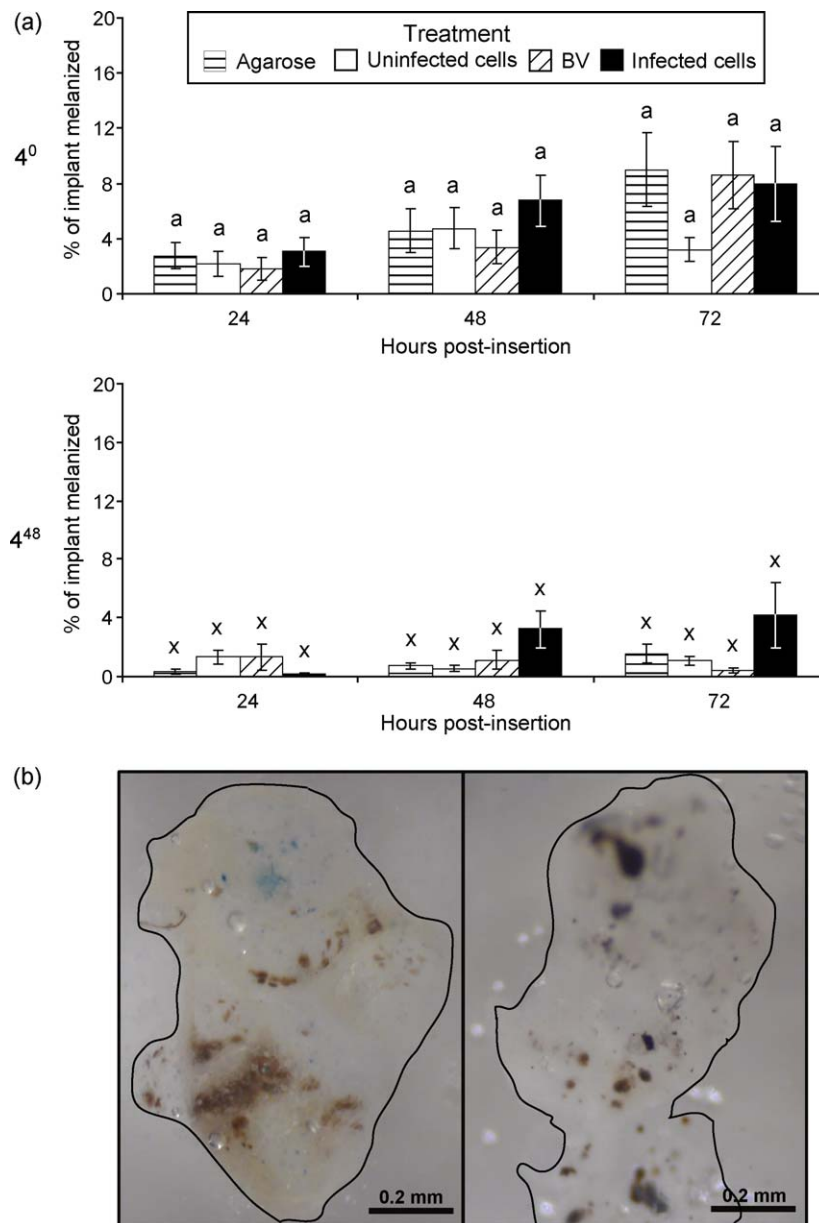 (a)
Treatment
Agarose Uninfected cells BV Infected cells
4⁰
% of implant melanized
20
16
12
8
4
0
a a a a
a a a a
a a a a
24 48 72
Hours post-insertion
4⁴⁸
% of implant melanized
20
16
12
8
4
0
x x x x
x x x x
x x x x
24 48 72
Hours post-insertion
(b)
0.2 mm 0.2 mm